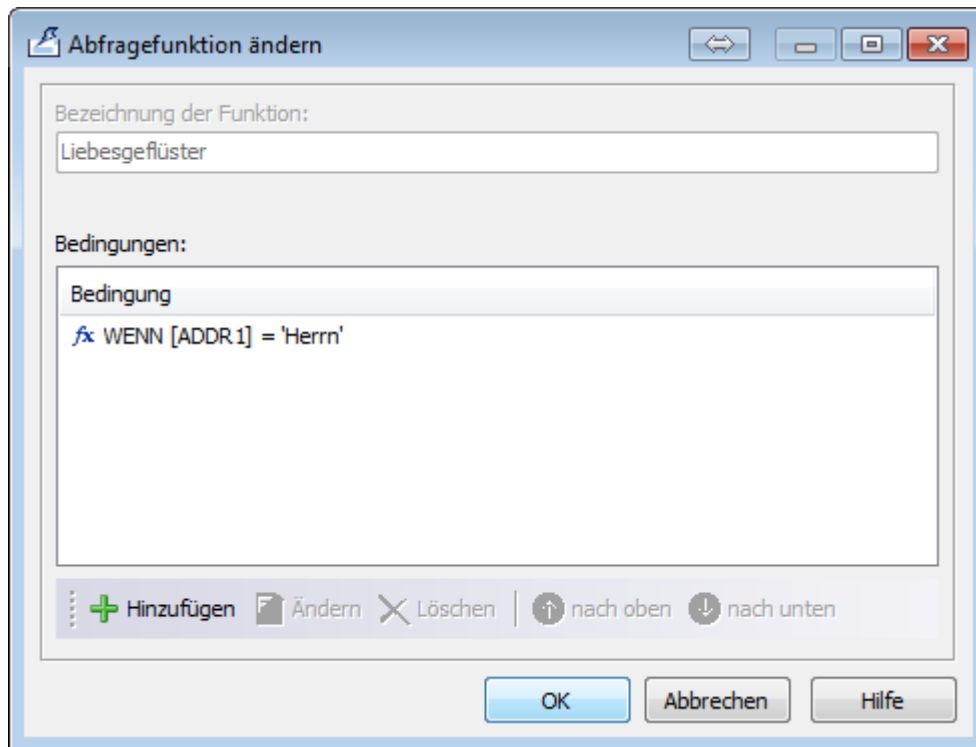 Abfragefunktion ändern
Bezeichnung der Funktion:
Liebesgeflüster
Bedingungen:
Bedingung
fx WENN [ADDR1] = 'Herrn'
Hinzufügen Ändern Löschen nach oben nach unten
OK Abbrechen Hilfe